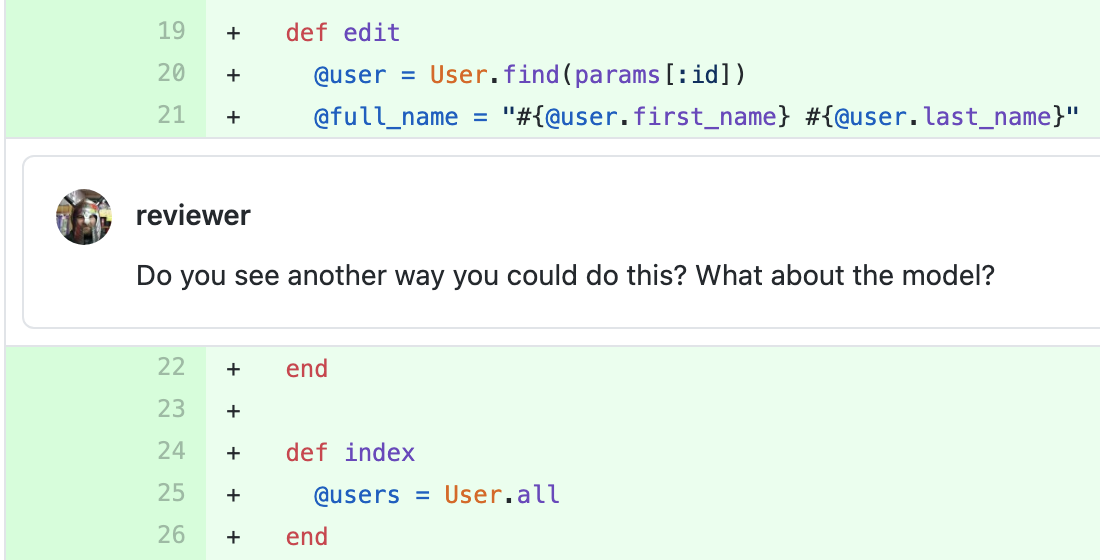 19 + def edit
20 + @user = User.find(params[:id])
21 + @full_name = "#{@user.first_name} #{@user.last_name}"
reviewer
Do you see another way you could do this? What about the model?
22 + end
23 +
24 + def index
25 + @users = User.all
26 + end